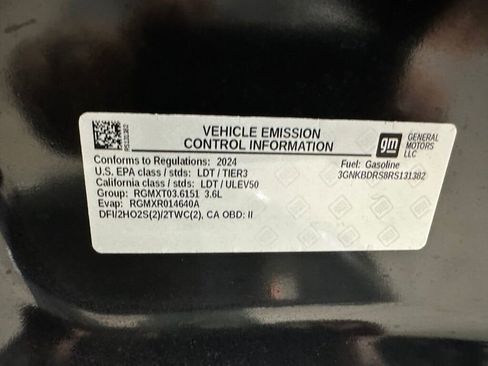 VEHICLE EMISSION
CONTROL INFORMATION
gm
GENERAL
MOTORS
LLC
Conforms to Regulations: 2024
U.S. EPA class / stds: LDT / TIER3
California class / stds: LDT / ULEV50
Group: RGMXT03.6151 3.6L
Evap: RGMXR014640A
DFI/2HO2S(2)/2TWC(2), CA OBD: II
Fuel: Gasoline
3GNKBDRS8RS131382